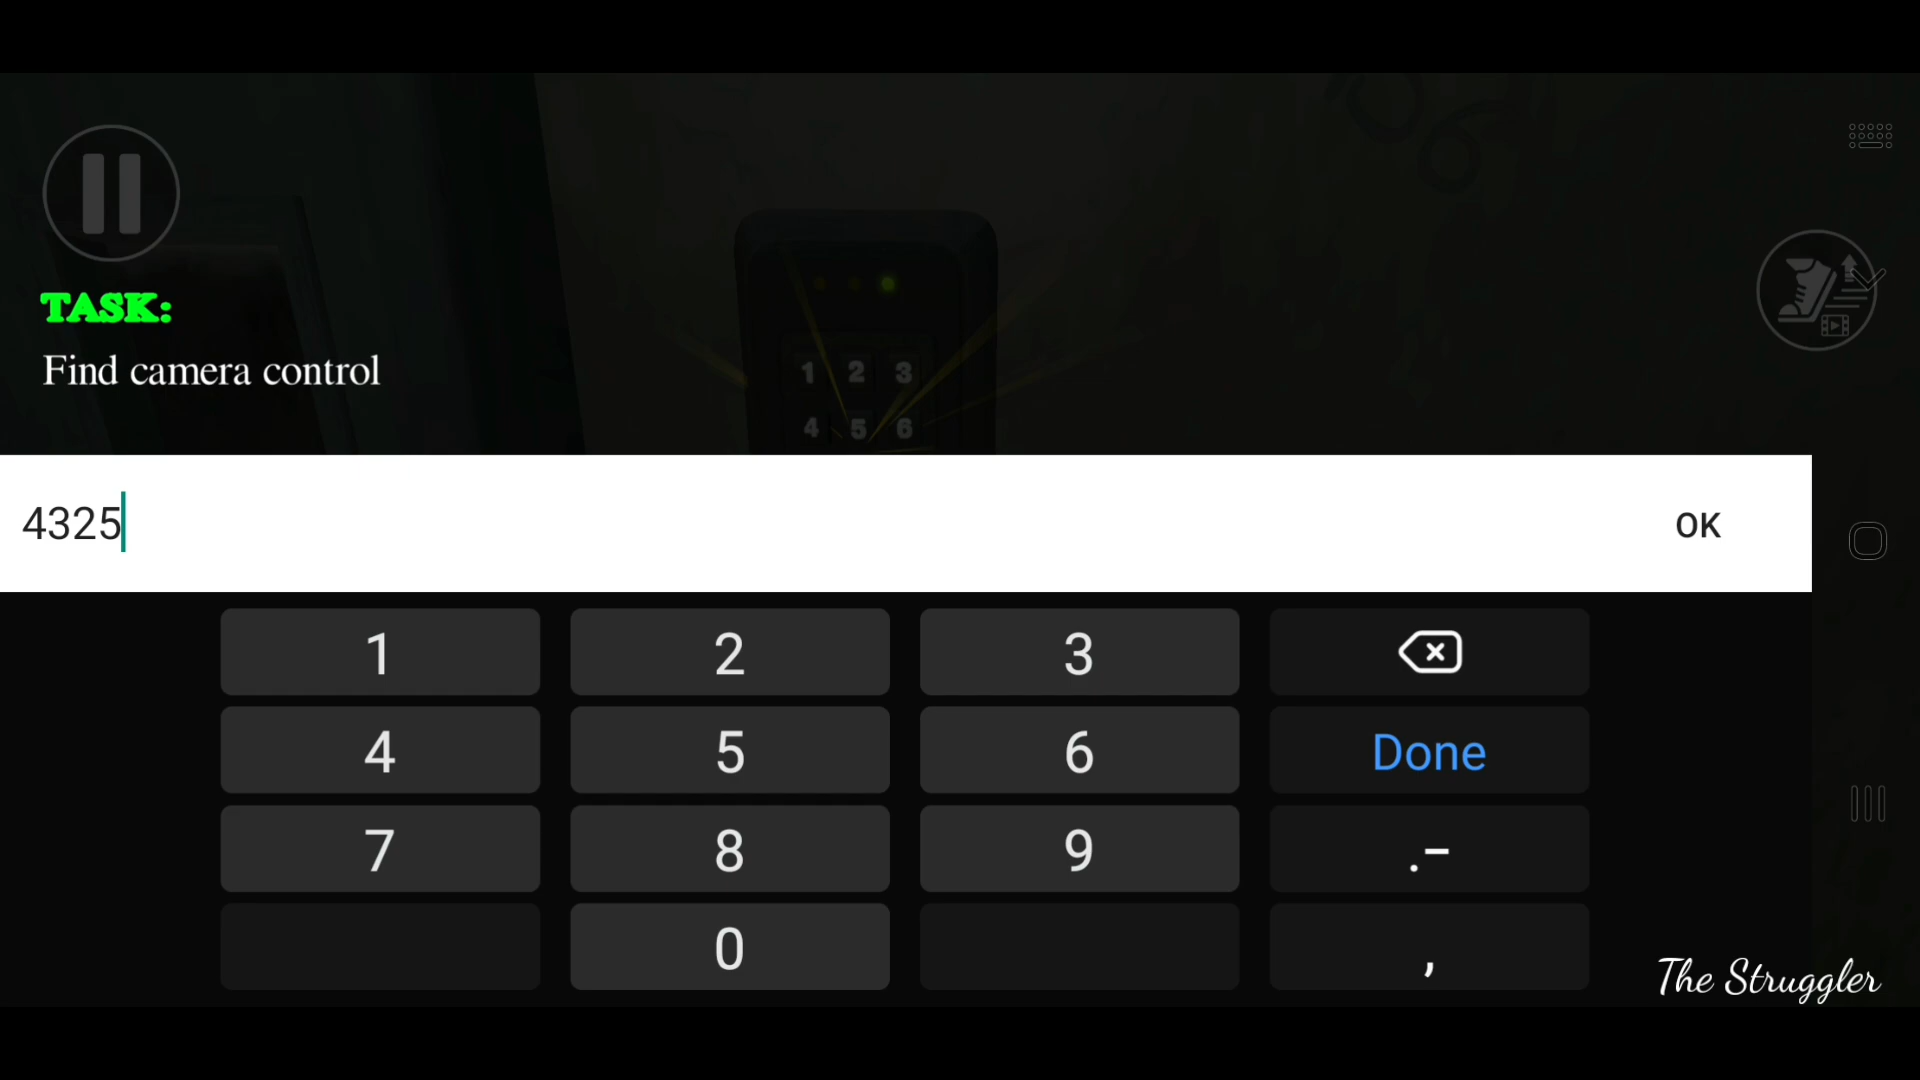 TASK:
Find camera control
1 2 3
4 5 6
4325
OK
1 2 3
4 5 6 Done
7 8 9 .-
0 ,
The Struggler